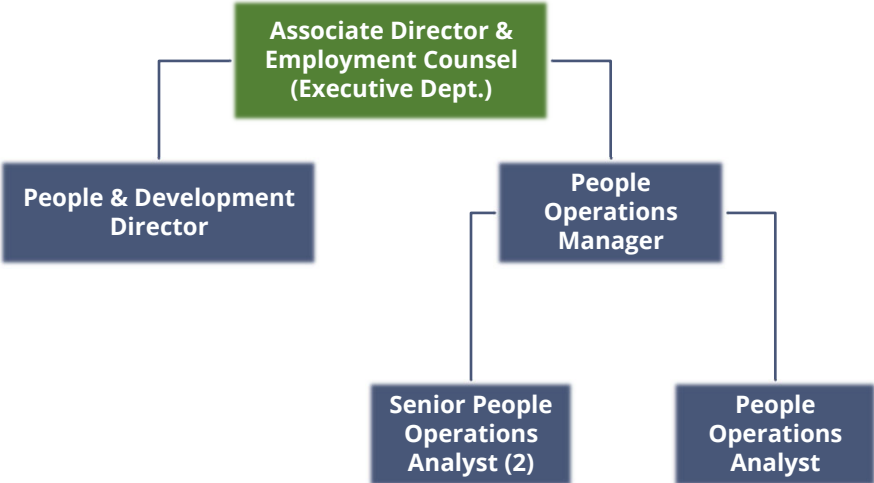 Associate Director &
Employment Counsel
(Executive Dept.)
People & Development
Director
People
Operations
Manager
Senior People
Operations
Analyst (2)
People
Operations
Analyst